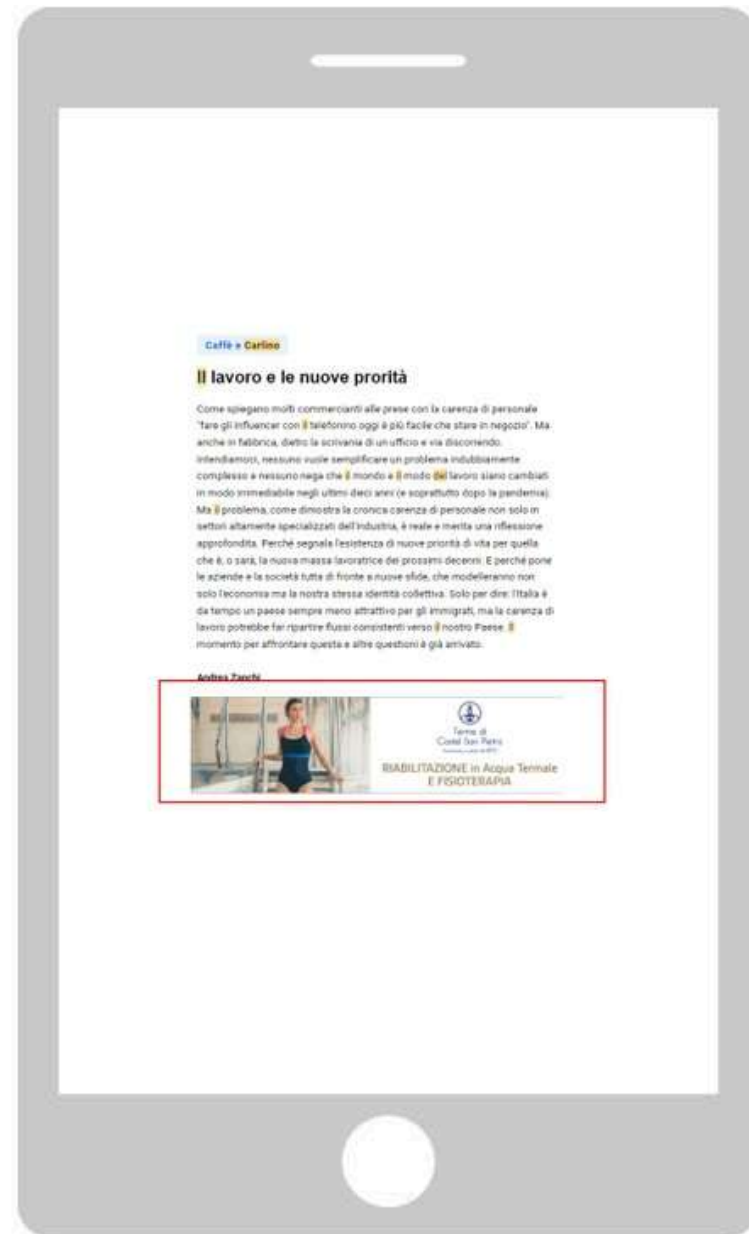 Caffè e Carlino
Il lavoro e le nuove prorità
Come spiegano molti commercianti alle prese con la carenza di personale
"fare gli influencer con il telefonino oggi è più facile che stare in negozio". Ma
anche in fabbrica, dietro la scrivania di un ufficio e via discorrendo.
Intendiamoci, nessuno vuole semplificare un problema indubbiamente
complesso e nessuno nega che il mondo e il modo del lavoro siano cambiati
in modo irrimediabile negli ultimi dieci anni (e soprattutto dopo la pandemia).
Ma il problema, come dimostra la cronica carenza di personale non solo in
settori altamente specializzati dell'industria, è reale e merita una riflessione
approfondita. Perché segnala l'esistenza di nuove priorità di vita per quella
che è, o sarà, la nuova massa lavoratrice dei prossimi decenni. E perché pone
le aziende e la società tutta di fronte a nuove sfide, che modelleranno non
solo l'economia ma la nostra stessa identità collettiva. Solo per dire: l'Italia è
da tempo un paese sempre meno attrattivo per gli immigrati, ma la carenza di
lavoro potrebbe far ripartire flussi consistenti verso il nostro Paese. Il
momento per affrontare questa e altre questioni è già arrivato.
Andrea Zanchi
Terme di
Castel San Pietro
RIABILITAZIONE in Acqua Termale
E FISIOTERAPIA